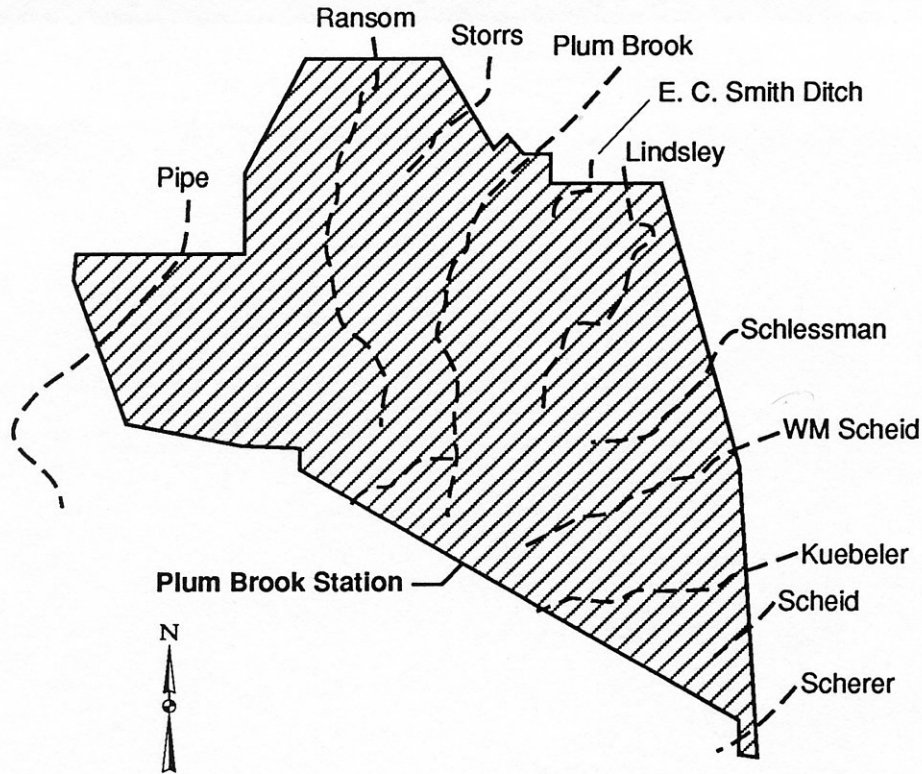 Ransom
Storrs
Plum Brook
E. C. Smith Ditch
Lindsley
Pipe
Schlessman
WM Scheid
Kuebeler
Plum Brook Station
Scheid
N
Scherer